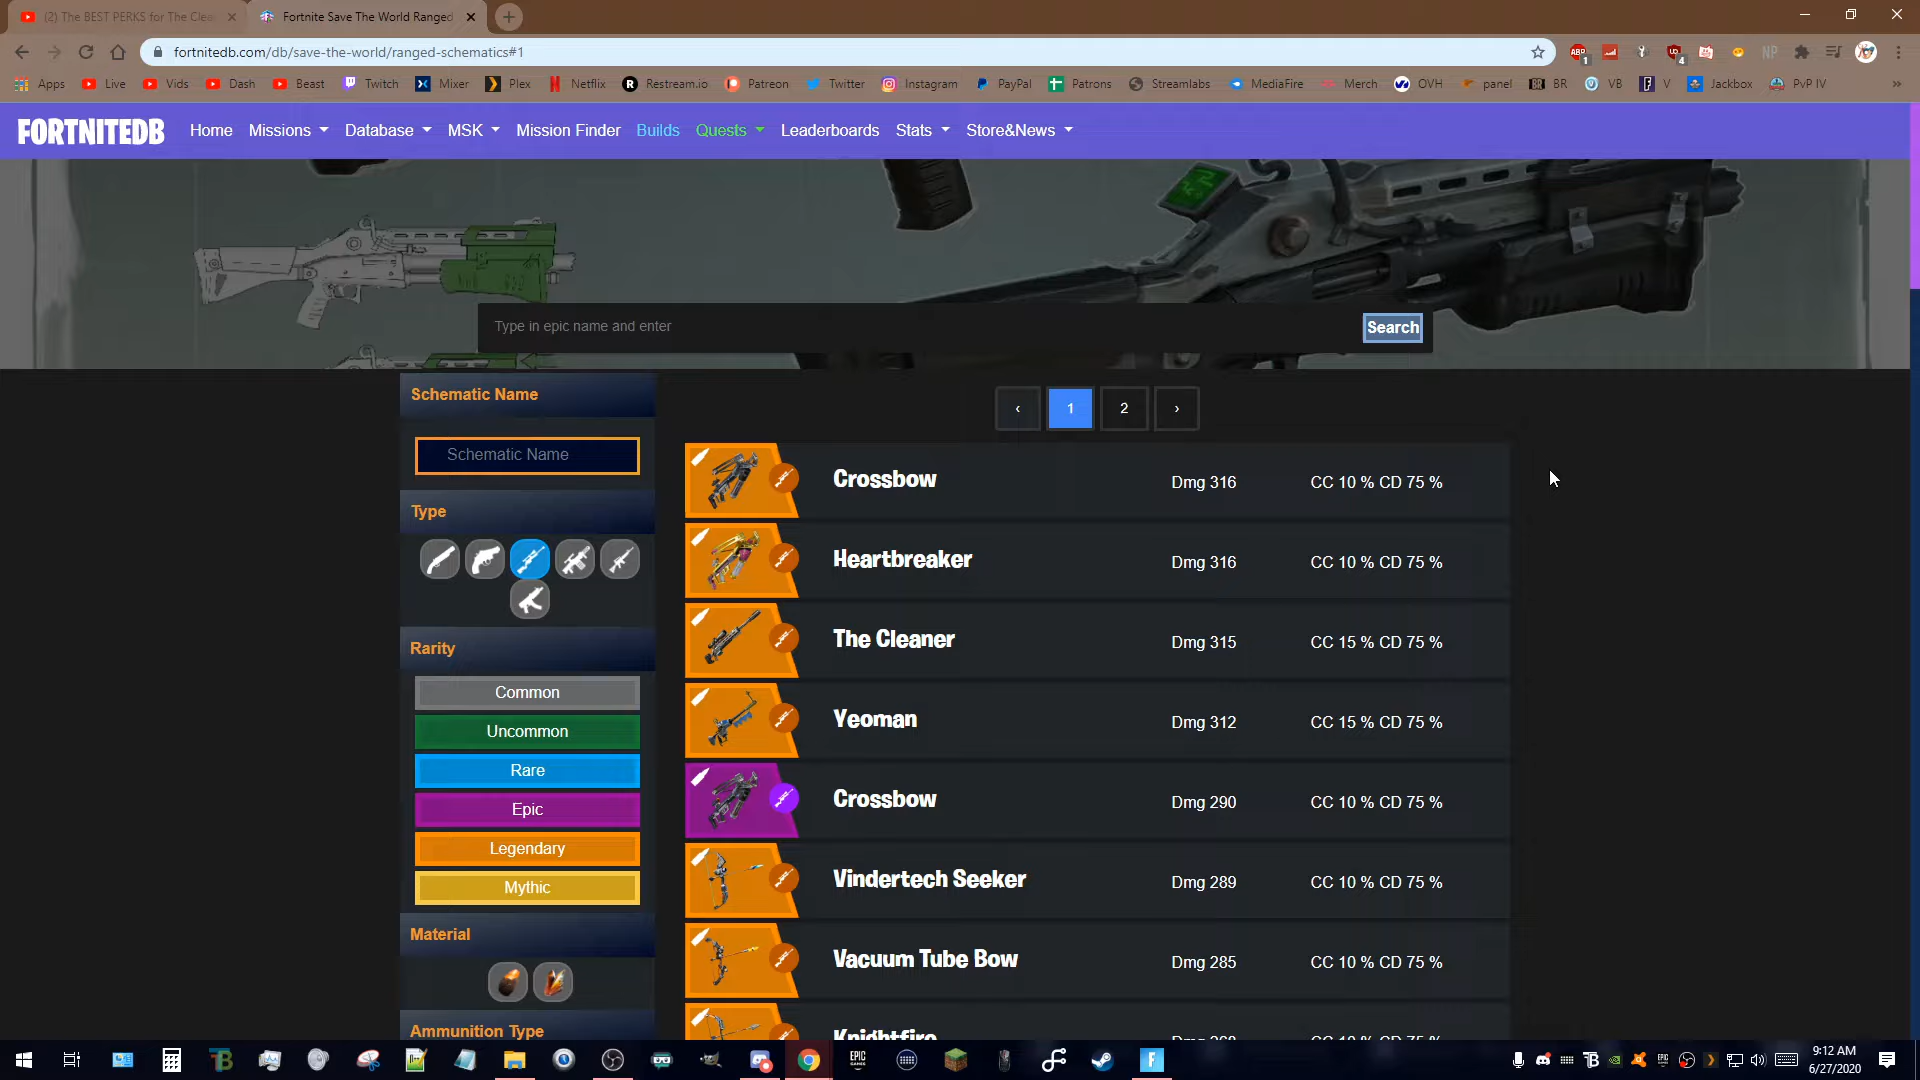 (2) The BEST PERKS for The Clea
Fortnite Save The World Ranged
fortnitedb.com/db/save-the-world/ranged-schematics#1
Apps Live Vids Dash Beast Twitch Mixer Plex Netflix Restream.io Patreon Twitter Instagram PayPal Patrons Streamlabs MediaFire Merch OVH panel BR VB V Jackbox PvP IV
FORTNITEDB Home Missions Database MSK Mission Finder Builds Quests Leaderboards Stats Store&News
Type in epic name and enter Search
Schematic Name
Schematic Name
Type
Rarity
Common
Uncommon
Rare
Epic
Legendary
Mythic
Material
Ammunition Type
‹ 1 2 ›
Crossbow Dmg 316 CC 10 % CD 75 %
Heartbreaker Dmg 316 CC 10 % CD 75 %
The Cleaner Dmg 315 CC 15 % CD 75 %
Yeoman Dmg 312 CC 15 % CD 75 %
Crossbow Dmg 290 CC 10 % CD 75 %
Vindertech Seeker Dmg 289 CC 10 % CD 75 %
Vacuum Tube Bow Dmg 285 CC 10 % CD 75 %
Knightfire
9:12 AM
6/27/2020